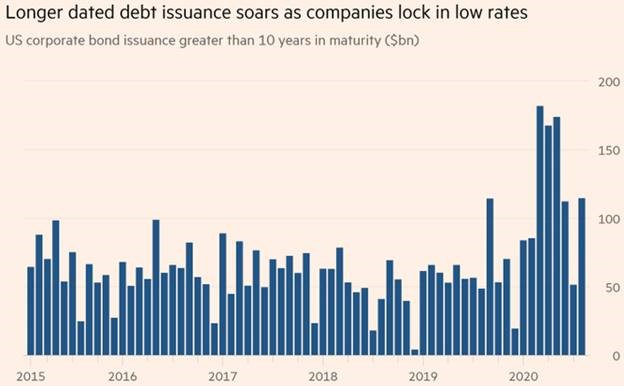 Longer dated debt issuance soars as companies lock in low rates
US corporate bond issuance greater than 10 years in maturity ($bn)
200
150
100
50
0
2015 2016 2017 2018 2019 2020